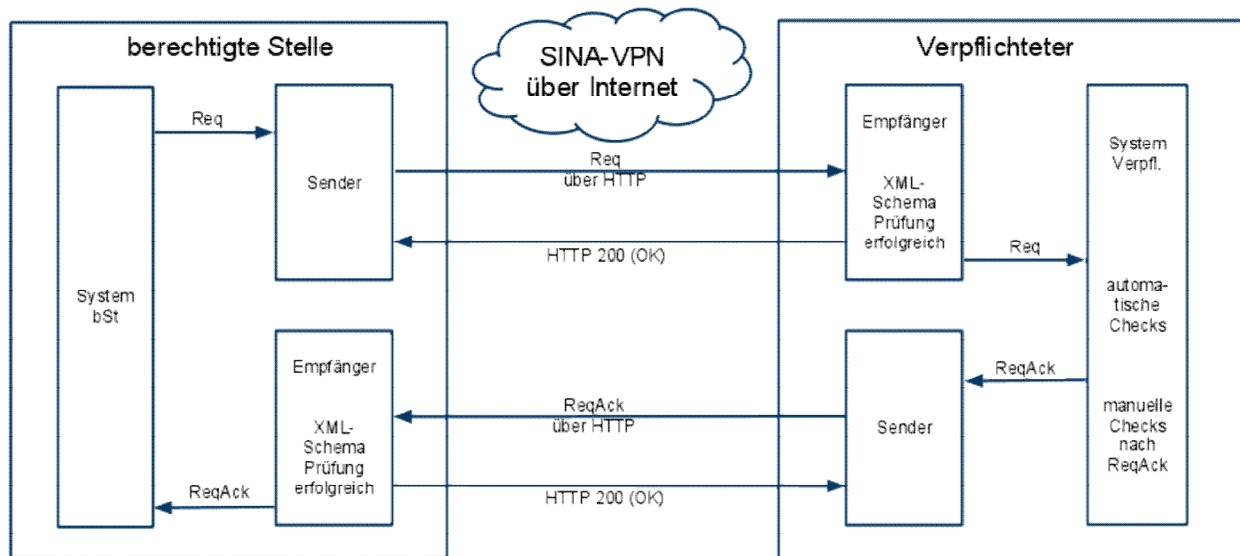 berechtigte Stelle
SINA-VPN
über Internet
Verpflichteter
Req
Sender
Req
über HTTP
HTTP 200 (OK)
Empfänger
XML-
Schema
Prüfung
erfolgreich
Req
System
Verpfl.
automa-
tische
Checks
manuelle
Checks
nach
ReqAck
System
bSt
ReqAck
Sender
ReqAck
über HTTP
HTTP 200 (OK)
Empfänger
XML-
Schema
Prüfung
erfolgreich
ReqAck